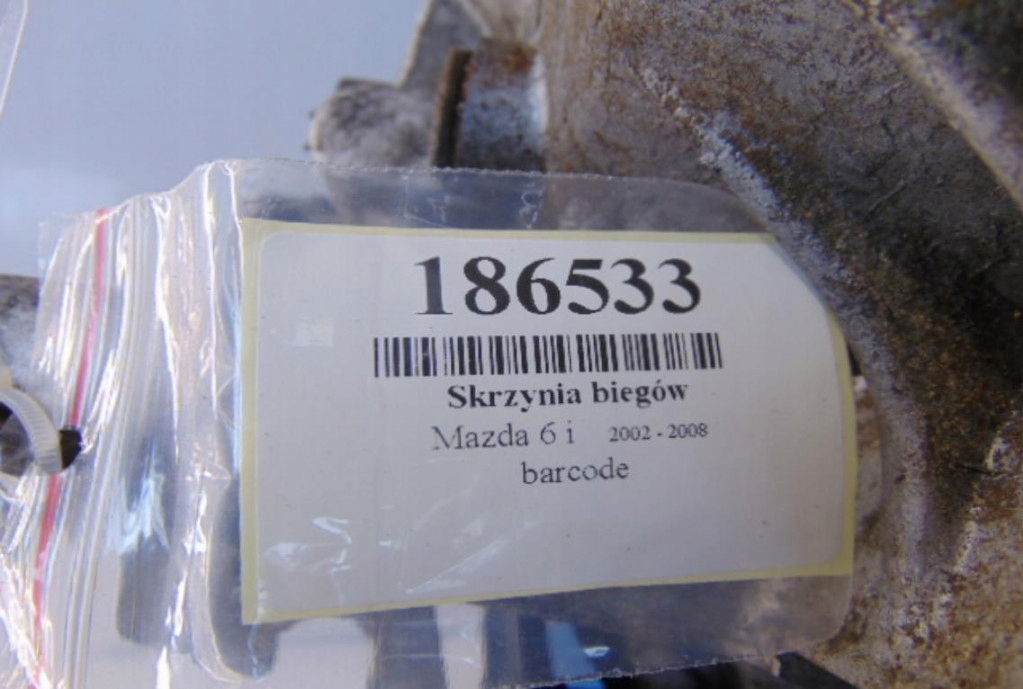 186533
Skrzynia biegów
Mazda 6 i 2002 - 2008
barcode